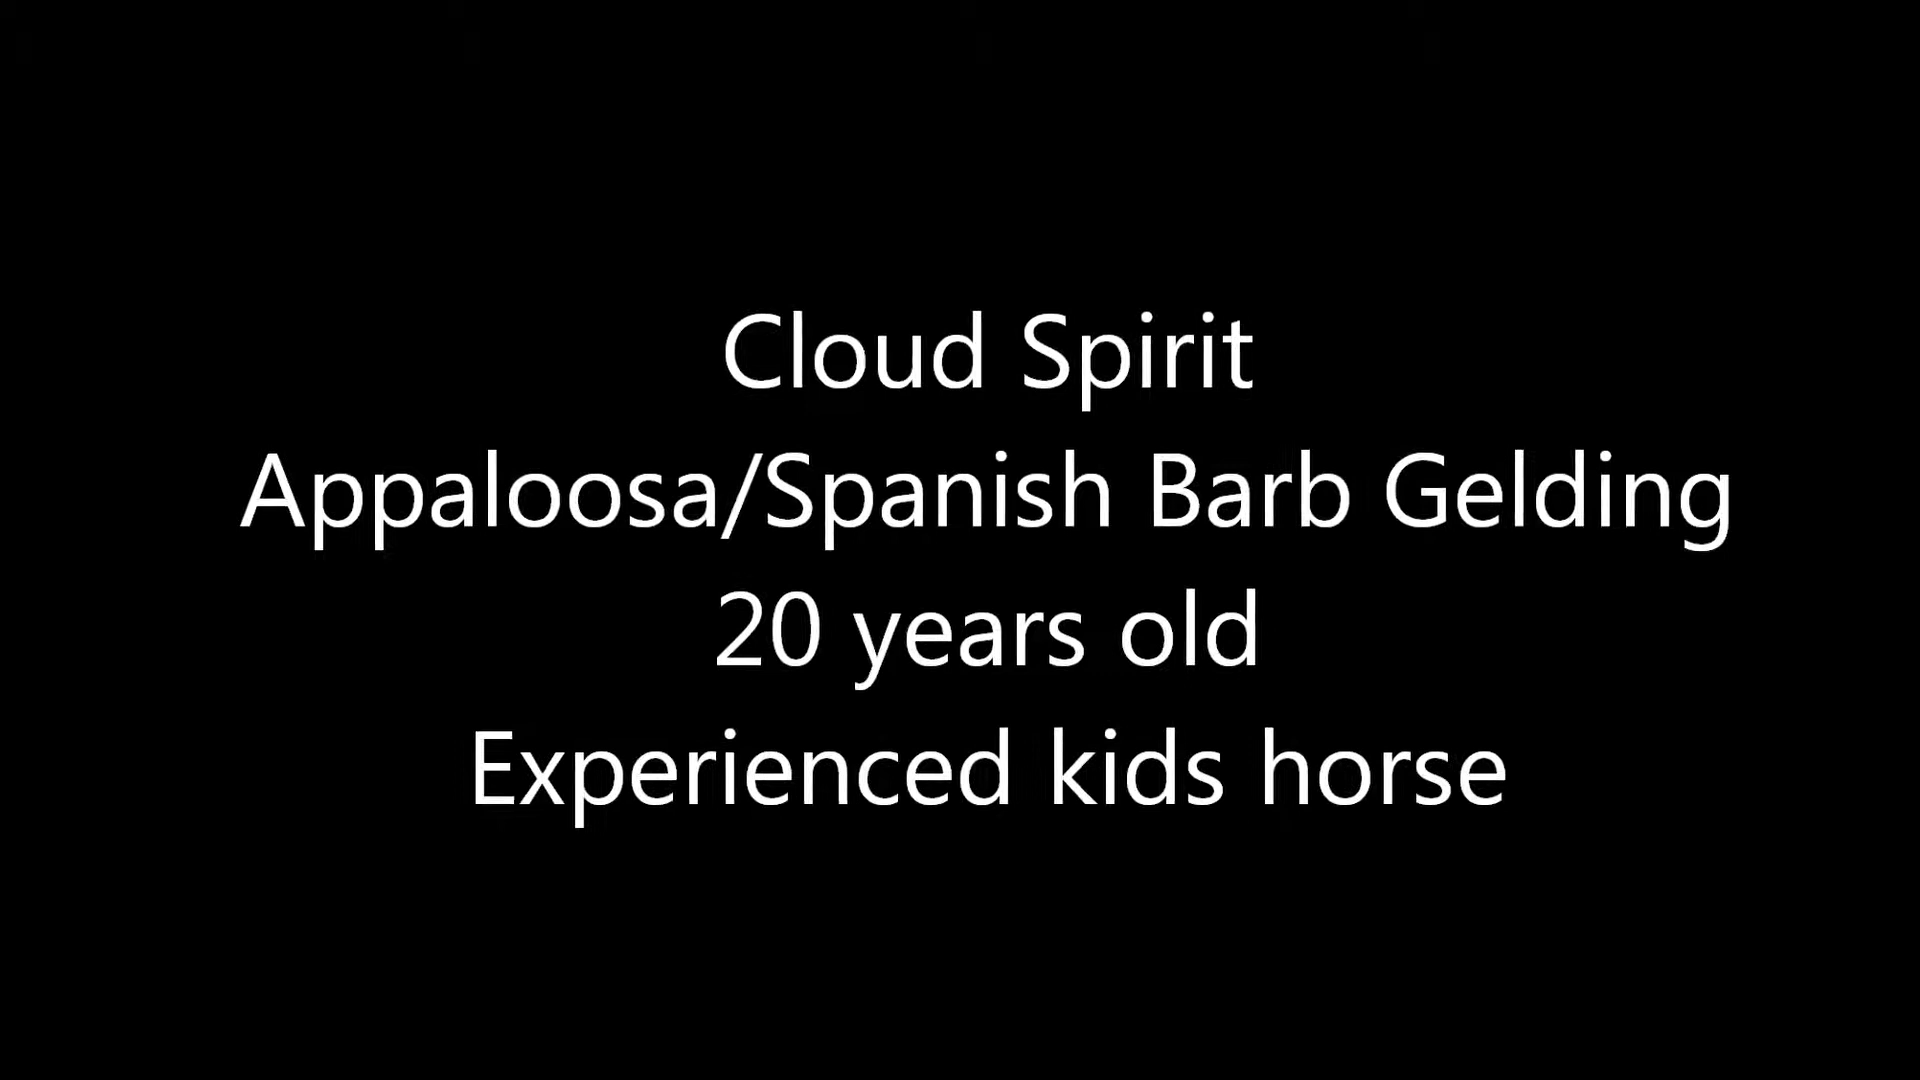 Cloud Spirit
Appaloosa/Spanish Barb Gelding
20 years old
Experienced kids horse